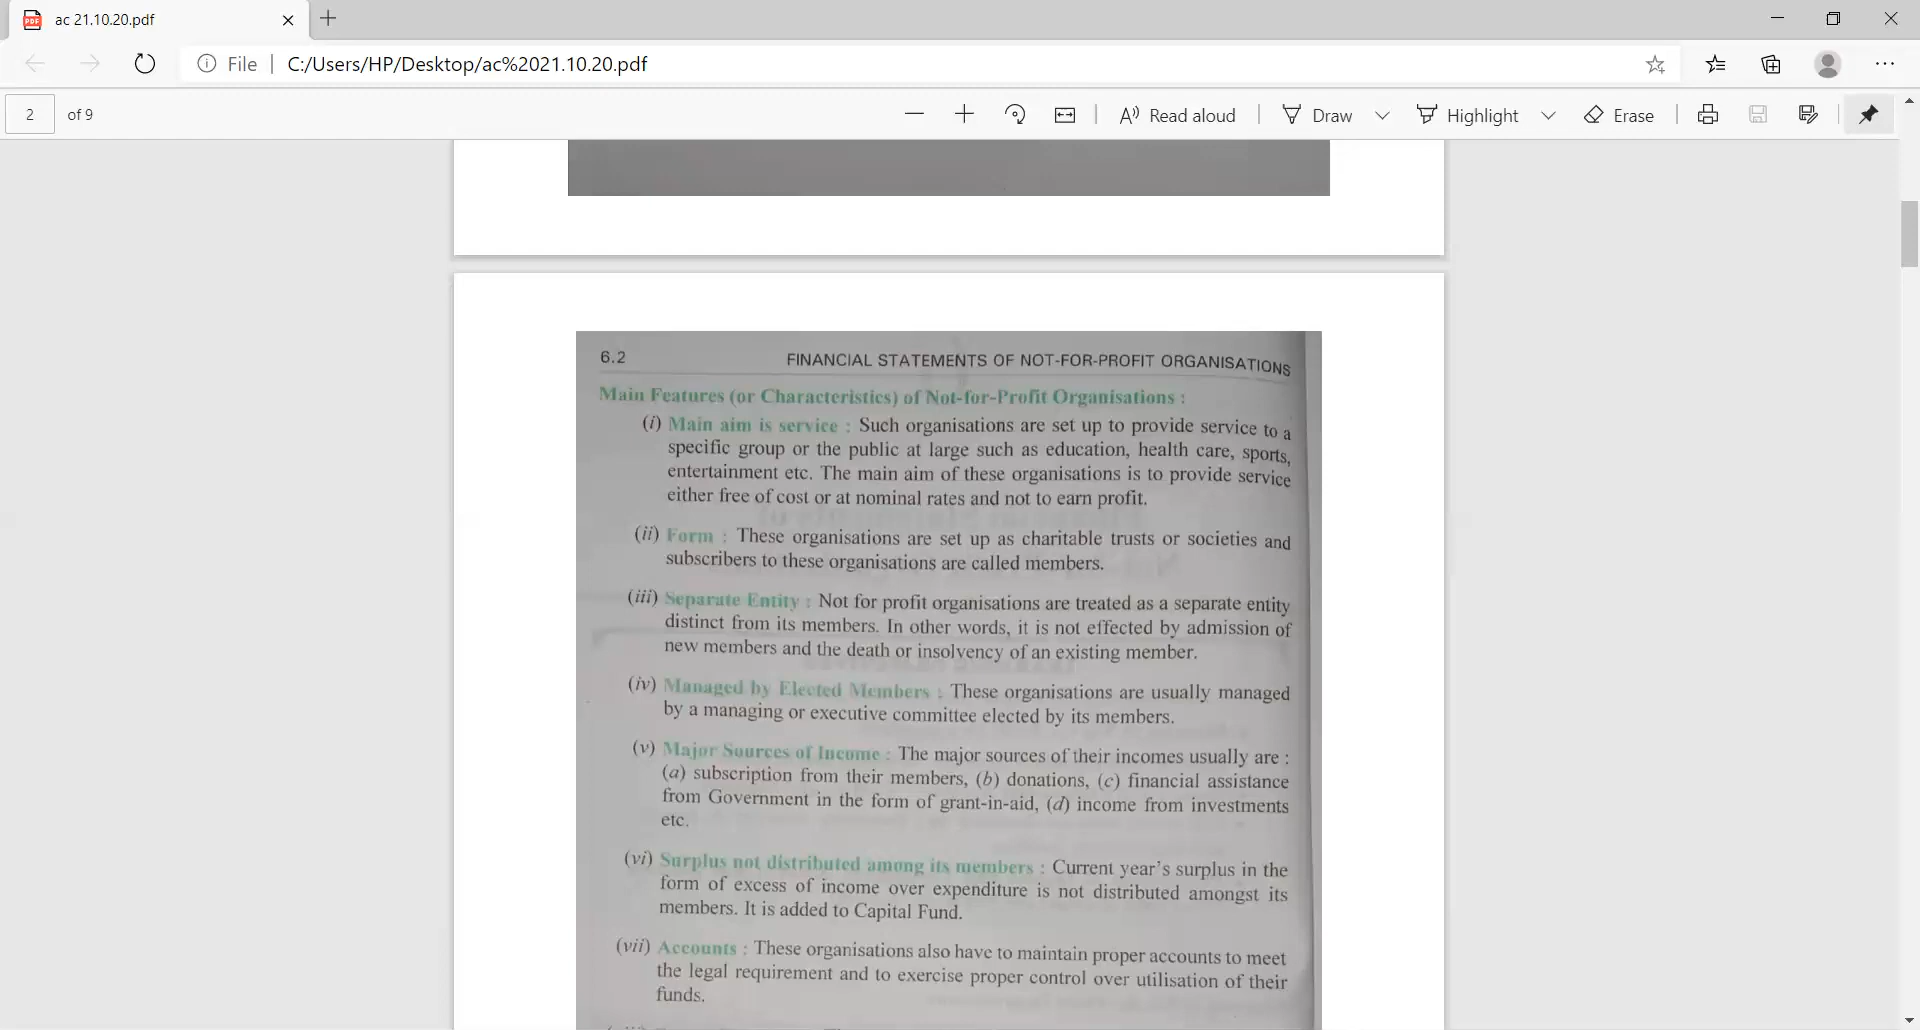 ac 21.10.20.pdf
File
C:/Users/HP/Desktop/ac%2021.10.20.pdf
2 of 9
Read aloud
Draw
Highlight
Erase
6.2 FINANCIAL STATEMENTS OF NOT-FOR-PROFIT ORGANISATIONS
Main Features (or Characteristics) of Not-for-Profit Organisations :
(i) Main aim is service : Such organisations are set up to provide service to a
specific group or the public at large such as education, health care, sports,
entertainment etc. The main aim of these organisations is to provide service
either free of cost or at nominal rates and not to earn profit.
(ii) Form : These organisations are set up as charitable trusts or societies and
subscribers to these organisations are called members.
(iii) Separate Entity : Not for profit organisations are treated as a separate entity
distinct from its members. In other words, it is not effected by admission of
new members and the death or insolvency of an existing member.
(iv) Managed by Elected Members : These organisations are usually managed
by a managing or executive committee elected by its members.
(v) Major Sources of Income : The major sources of their incomes usually are :
(a) subscription from their members, (b) donations, (c) financial assistance
from Government in the form of grant-in-aid, (d) income from investments
etc.
(vi) Surplus not distributed among its members : Current year's surplus in the
form of excess of income over expenditure is not distributed amongst its
members. It is added to Capital Fund.
(vii) Accounts : These organisations also have to maintain proper accounts to meet
the legal requirement and to exercise proper control over utilisation of their
funds.